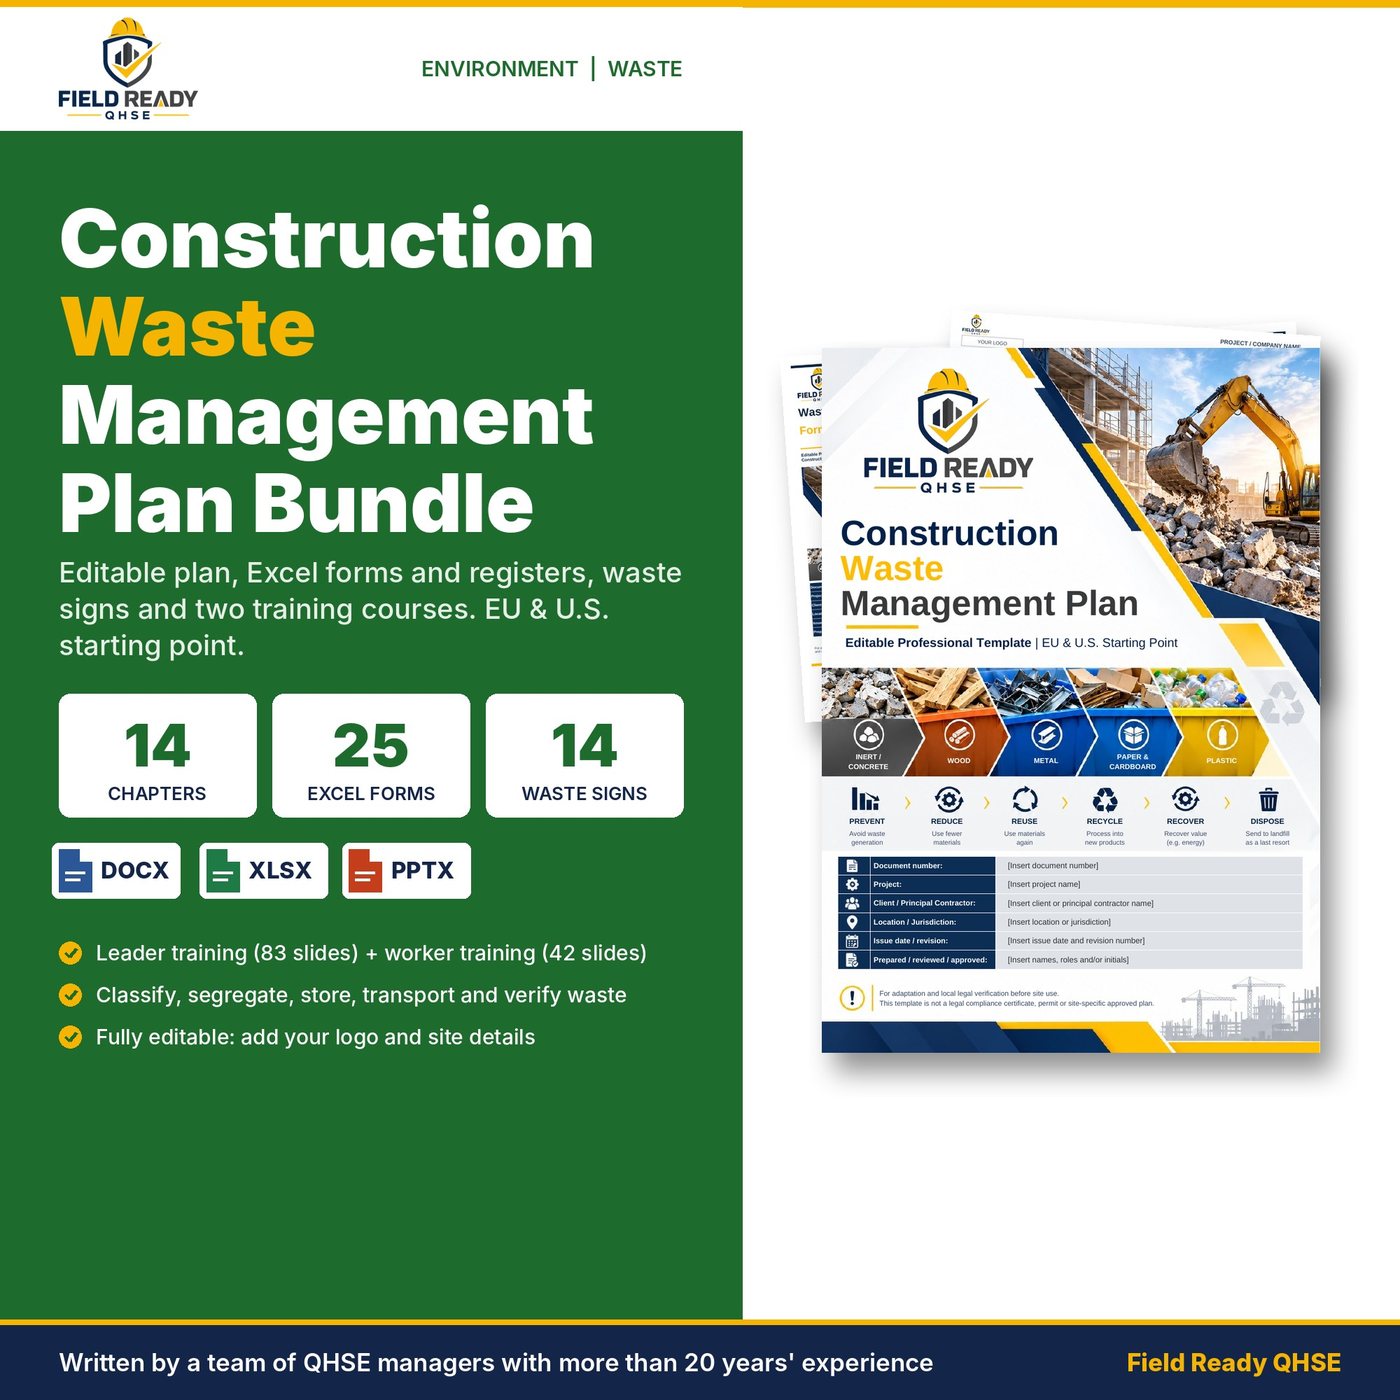 FIELD READY
QHSE
ENVIRONMENT | WASTE
Construction
Waste
Management
Plan Bundle
Editable plan, Excel forms and registers, waste
signs and two training courses. EU & U.S.
starting point.
14
CHAPTERS
25
EXCEL FORMS
14
WASTE SIGNS
DOCX
XLSX
PPTX
Leader training (83 slides) + worker training (42 slides)
Classify, segregate, store, transport and verify waste
Fully editable: add your logo and site details
FIELD READY
YOUR LOGO
PROJECT / COMPANY NAME
FIELD READY
QHSE
Construction
Waste
Management Plan
Editable Professional Template | EU & U.S. Starting Point
INERT /
CONCRETE
WOOD
METAL
PAPER &
CARDBOARD
PLASTIC
PREVENT
Avoid waste
generation
REDUCE
Use fewer
materials
REUSE
Use materials
again
RECYCLE
Process into
new products
RECOVER
Recover value
(e.g. energy)
DISPOSE
Send to landfill
as a last resort
Document number: [Insert document number]
Project: [Insert project name]
Client / Principal Contractor: [Insert client or principal contractor name]
Location / Jurisdiction: [Insert location or jurisdiction]
Issue date / revision: [Insert issue date and revision number]
Prepared / reviewed / approved: [Insert names, roles and/or initials]
For adaptation and local legal verification before site use.
This template is not a legal compliance certificate, permit or site-specific approved plan.
Written by a team of QHSE managers with more than 20 years' experience
Field Ready QHSE